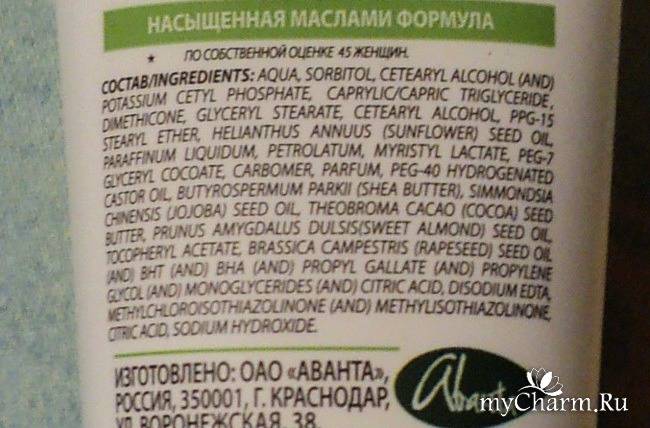 НАСЫЩЕННАЯ МАСЛАМИ ФОРМУЛА
* ПО СОБСТВЕННОЙ ОЦЕНКЕ 45 ЖЕНЩИН.
СОСТАВ/INGREDIENTS: AQUA, SORBITOL, CETEARYL ALCOHOL (AND)
POTASSIUM CETYL PHOSPHATE, CAPRYLIC/CAPRIC TRIGLYCERIDE,
DIMETHICONE, GLYCERYL STEARATE, CETEARYL ALCOHOL, PPG-15
STEARYL ETHER, HELIANTHUS ANNUUS (SUNFLOWER) SEED OIL,
PARAFFINUM LIQUIDUM, PETROLATUM, MYRISTYL LACTATE, PEG-7
GLYCERYL COCOATE, CARBOMER, PARFUM, PEG-40 HYDROGENATED
CASTOR OIL, BUTYROSPERMUM PARKII (SHEA BUTTER), SIMMONDSIA
CHINENSIS (JOJOBA) SEED OIL, THEOBROMA CACAO (COCOA) SEED
BUTTER, PRUNUS AMYGDALUS DULSIS(SWEET ALMOND) SEED OIL,
TOCOPHERYL ACETATE, BRASSICA CAMPESTRIS (RAPESEED) SEED OIL
(AND) BHT (AND) BHA (AND) PROPYL GALLATE (AND) PROPYLENE
GLYCOL (AND) MONOGLYCERIDES (AND) CITRIC ACID, DISODIUM EDTA,
METHYLCHLOROISOTHIAZOLINONE (AND) METHYLISOTHIAZOLINONE,
CITRIC ACID, SODIUM HYDROXIDE.
ИЗГОТОВЛЕНО: ОАО «АВАНТА»,
РОССИЯ, 350001, Г. КРАСНОДАР,
УЛ. ВОРОНЕЖСКАЯ, 38.
Avanta
myCharm.Ru